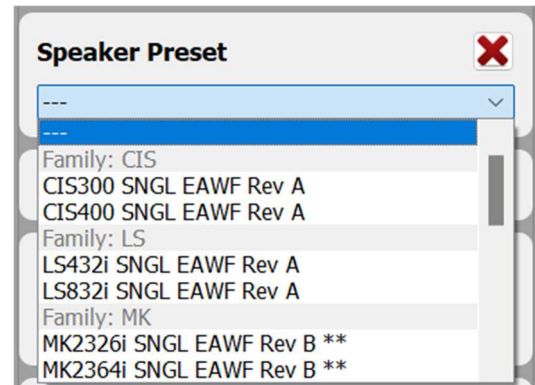 Speaker Preset
---
---
Family: CIS
CIS300 SNGL EAWF Rev A
CIS400 SNGL EAWF Rev A
Family: LS
LS432i SNGL EAWF Rev A
LS832i SNGL EAWF Rev A
Family: MK
MK2326i SNGL EAWF Rev B **
MK2364i SNGL EAWF Rev B **